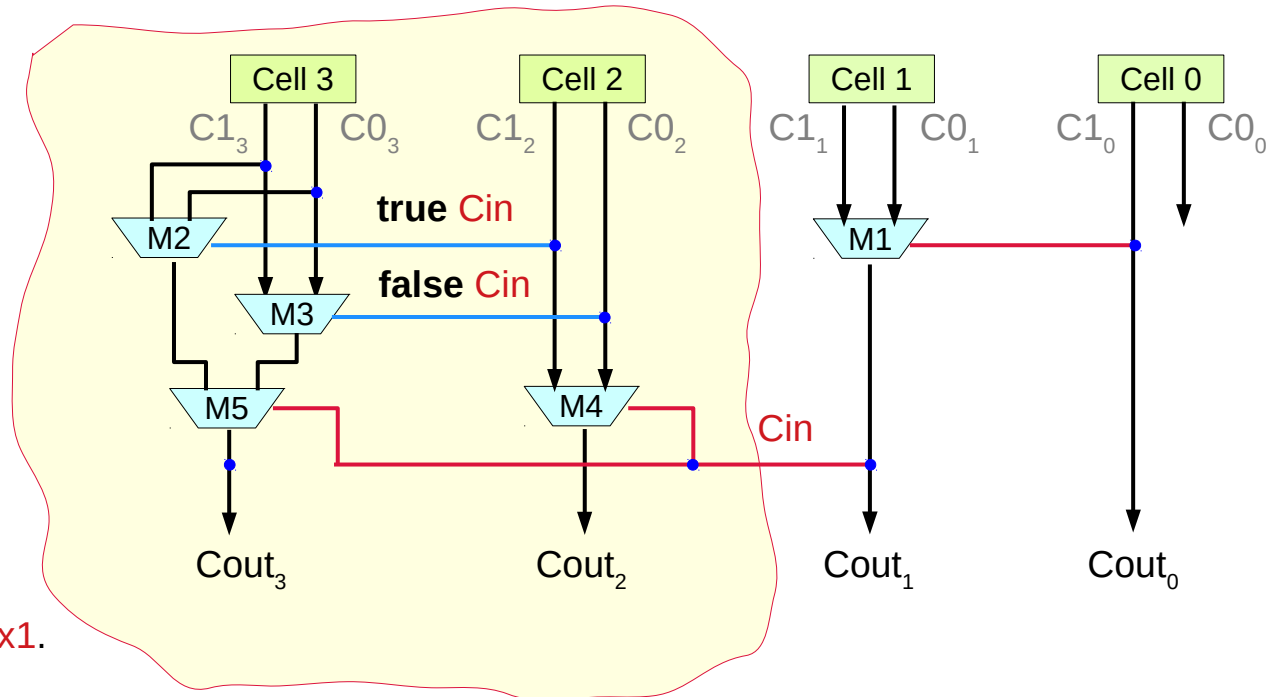 Cell 3 Cell 2 Cell 1 Cell 0
C1₃ C0₃ C1₂ C0₂ C1₁ C0₁ C1₀ C0₀
true Cin
M2 M1
false Cin
M3
M5 M4
Cin
Cout₃ Cout₂ Cout₁ Cout₀
x1.